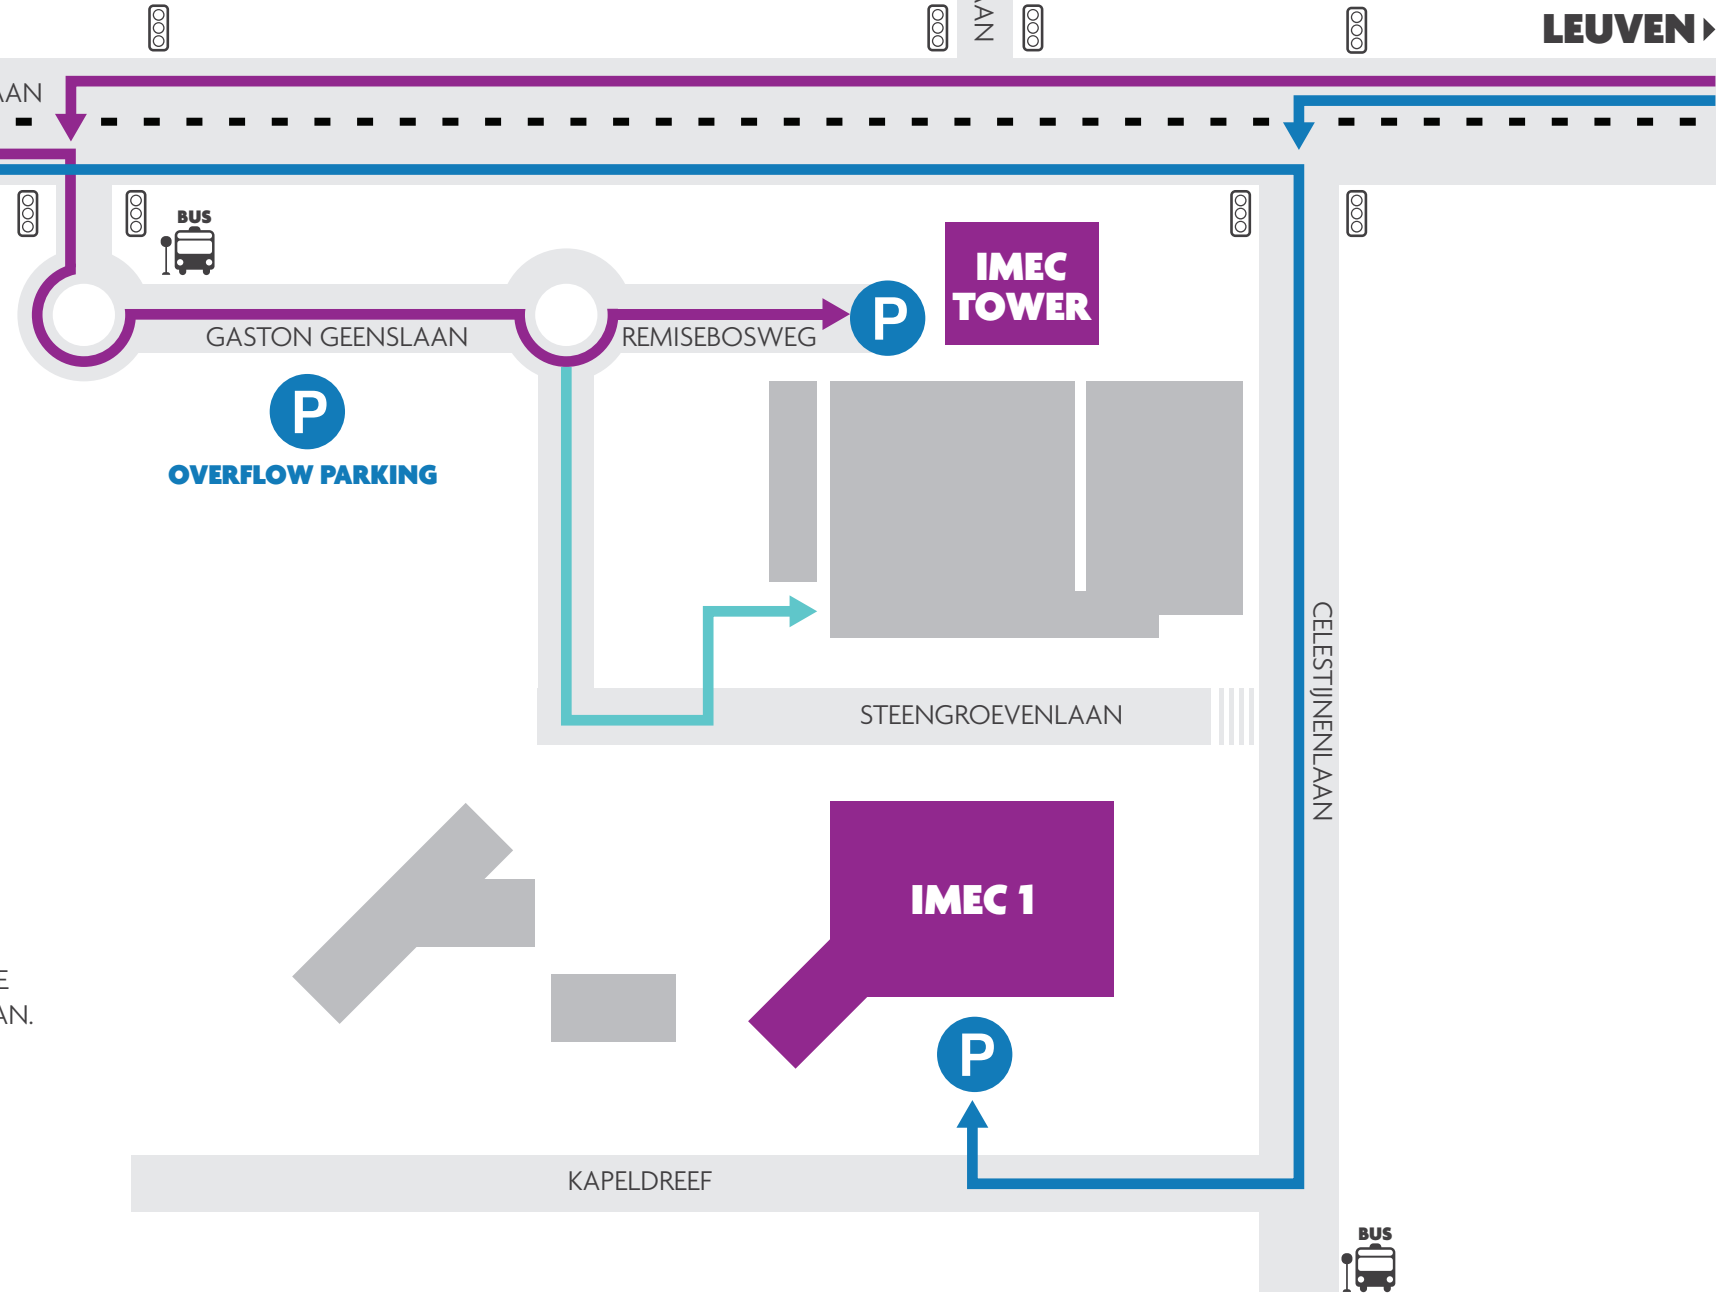 LEUVEN
BUS
IMEC
TOWER
P
GASTON GEENSLAAN
REMISEBOSWEG
P
OVERFLOW PARKING
CELESTIJNENLAAN
STEENGROEVENLAAN
IMEC 1
P
KAPELDREEF
BUS